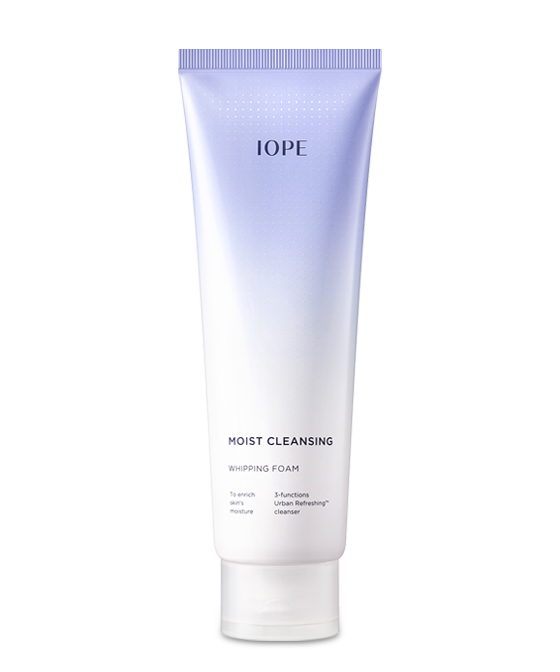 IOPE
MOIST CLEANSING
WHIPPING FOAM
To enrich
skin's
moisture
3-functions
Urban Refreshing™
cleanser